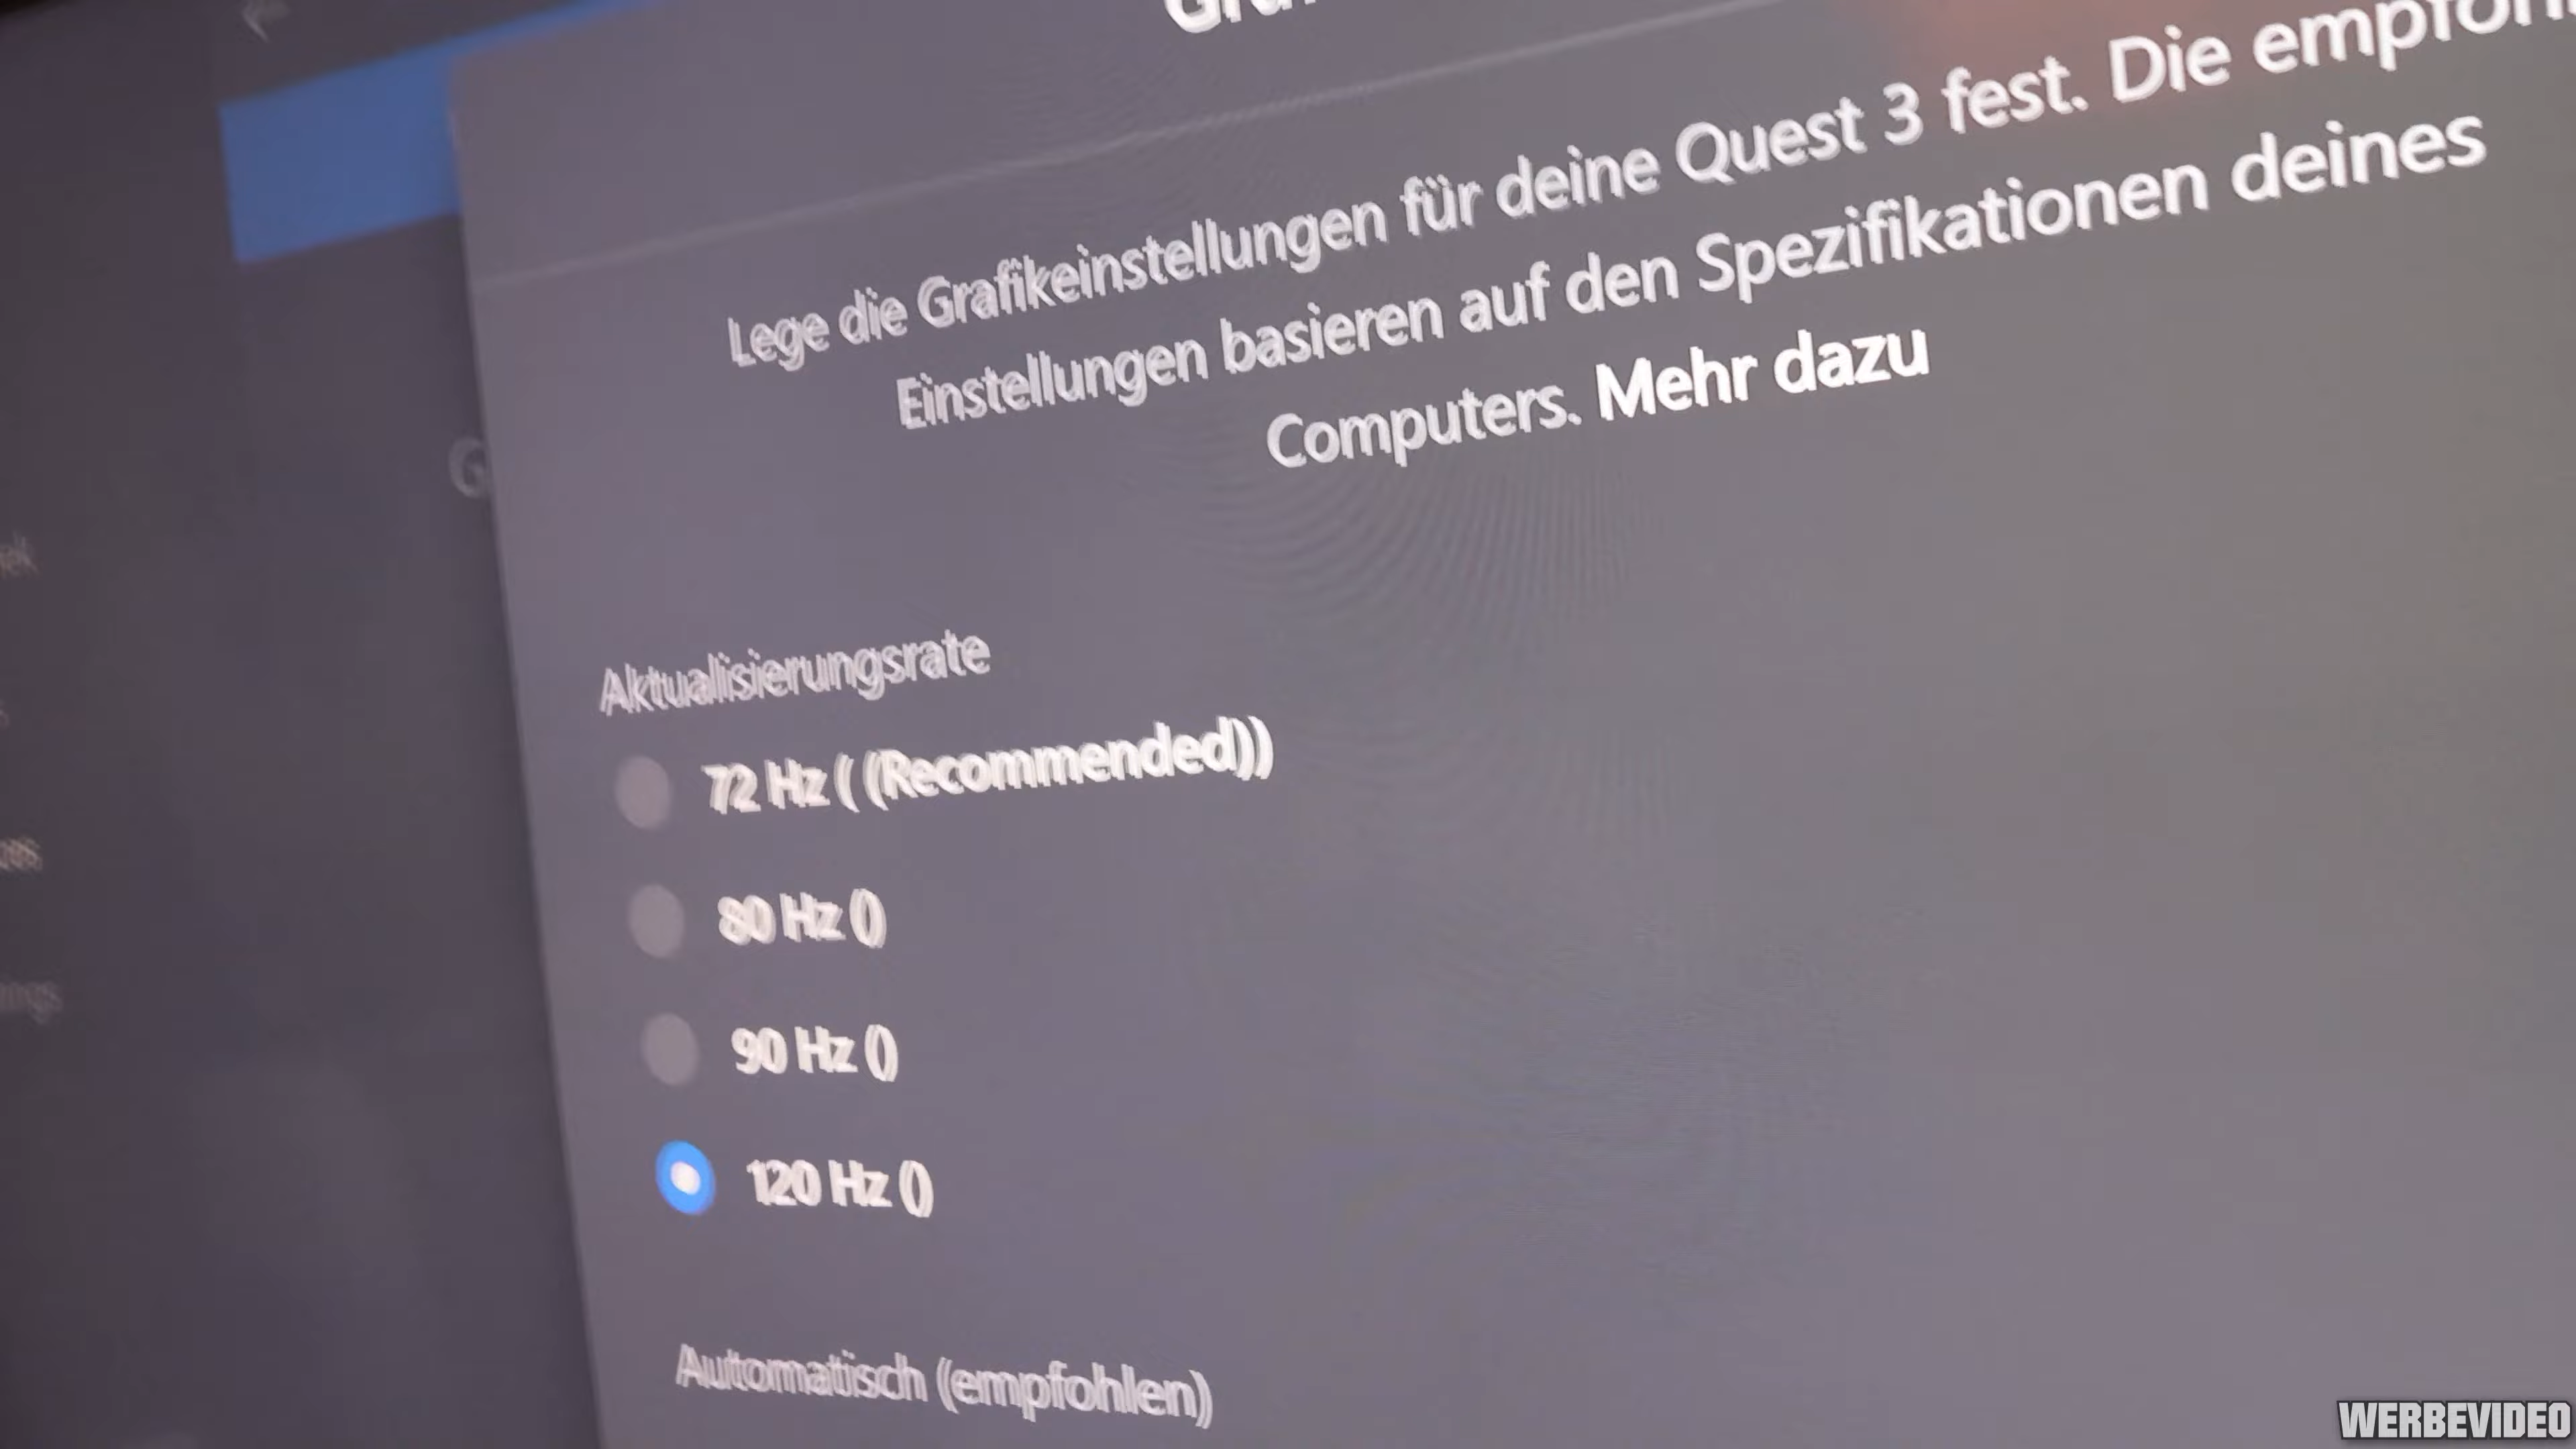 Lege die Grafikeinstellungen für deine Quest 3 fest. Die
Einstellungen basieren auf den Spezifikationen deines
Computers. Mehr dazu
Aktualisierungsrate
72 Hz ( (Recommended))
80 Hz ()
90 Hz ()
120 Hz ()
Automatisch (empfohlen)
WERBEVIDEO